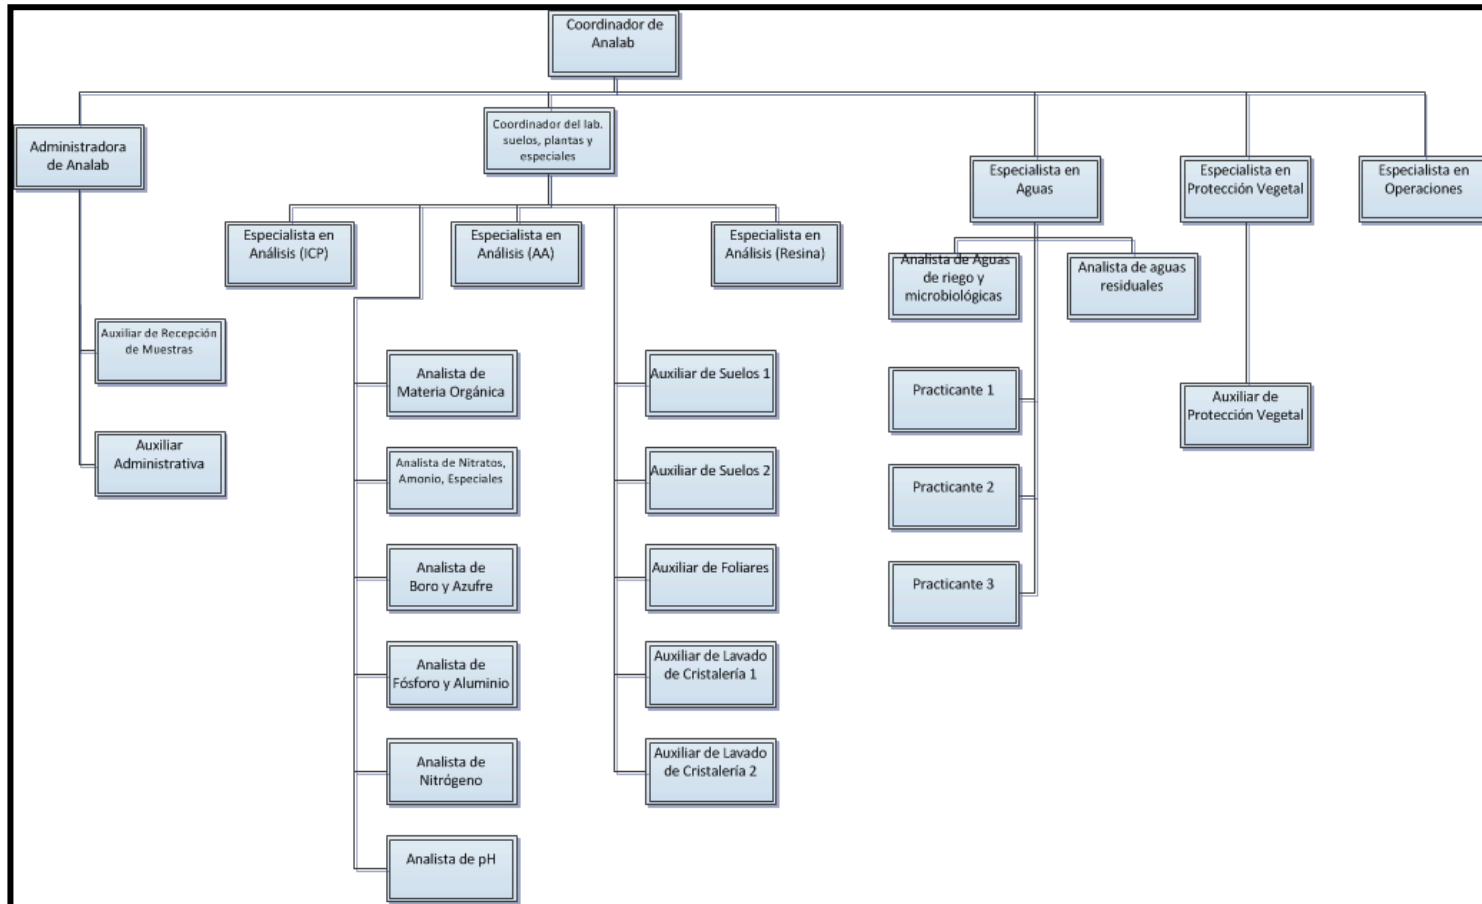 Coordinador de
Analab
Administradora
de Analab
Coordinador del lab.
suelos, plantas y
especiales
Especialista en
Aguas
Especialista en
Protección Vegetal
Especialista en
Operaciones
Especialista en
Análisis (ICP)
Especialista en
Análisis (AA)
Especialista en
Análisis (Resina)
Analista de Aguas
de riego y
microbiológicas
Analista de aguas
residuales
Auxiliar de Recepción
de Muestras
Auxiliar
Administrativa
Analista de
Materia Orgánica
Analista de Nitratos,
Amonio, Especiales
Analista de
Boro y Azufre
Analista de
Fósforo y Aluminio
Analista de
Nitrógeno
Analista de pH
Auxiliar de Suelos 1
Auxiliar de Suelos 2
Auxiliar de Foliares
Auxiliar de Lavado
de Cristalería 1
Auxiliar de Lavado
de Cristalería 2
Practicante 1
Practicante 2
Practicante 3
Auxiliar de
Protección Vegetal